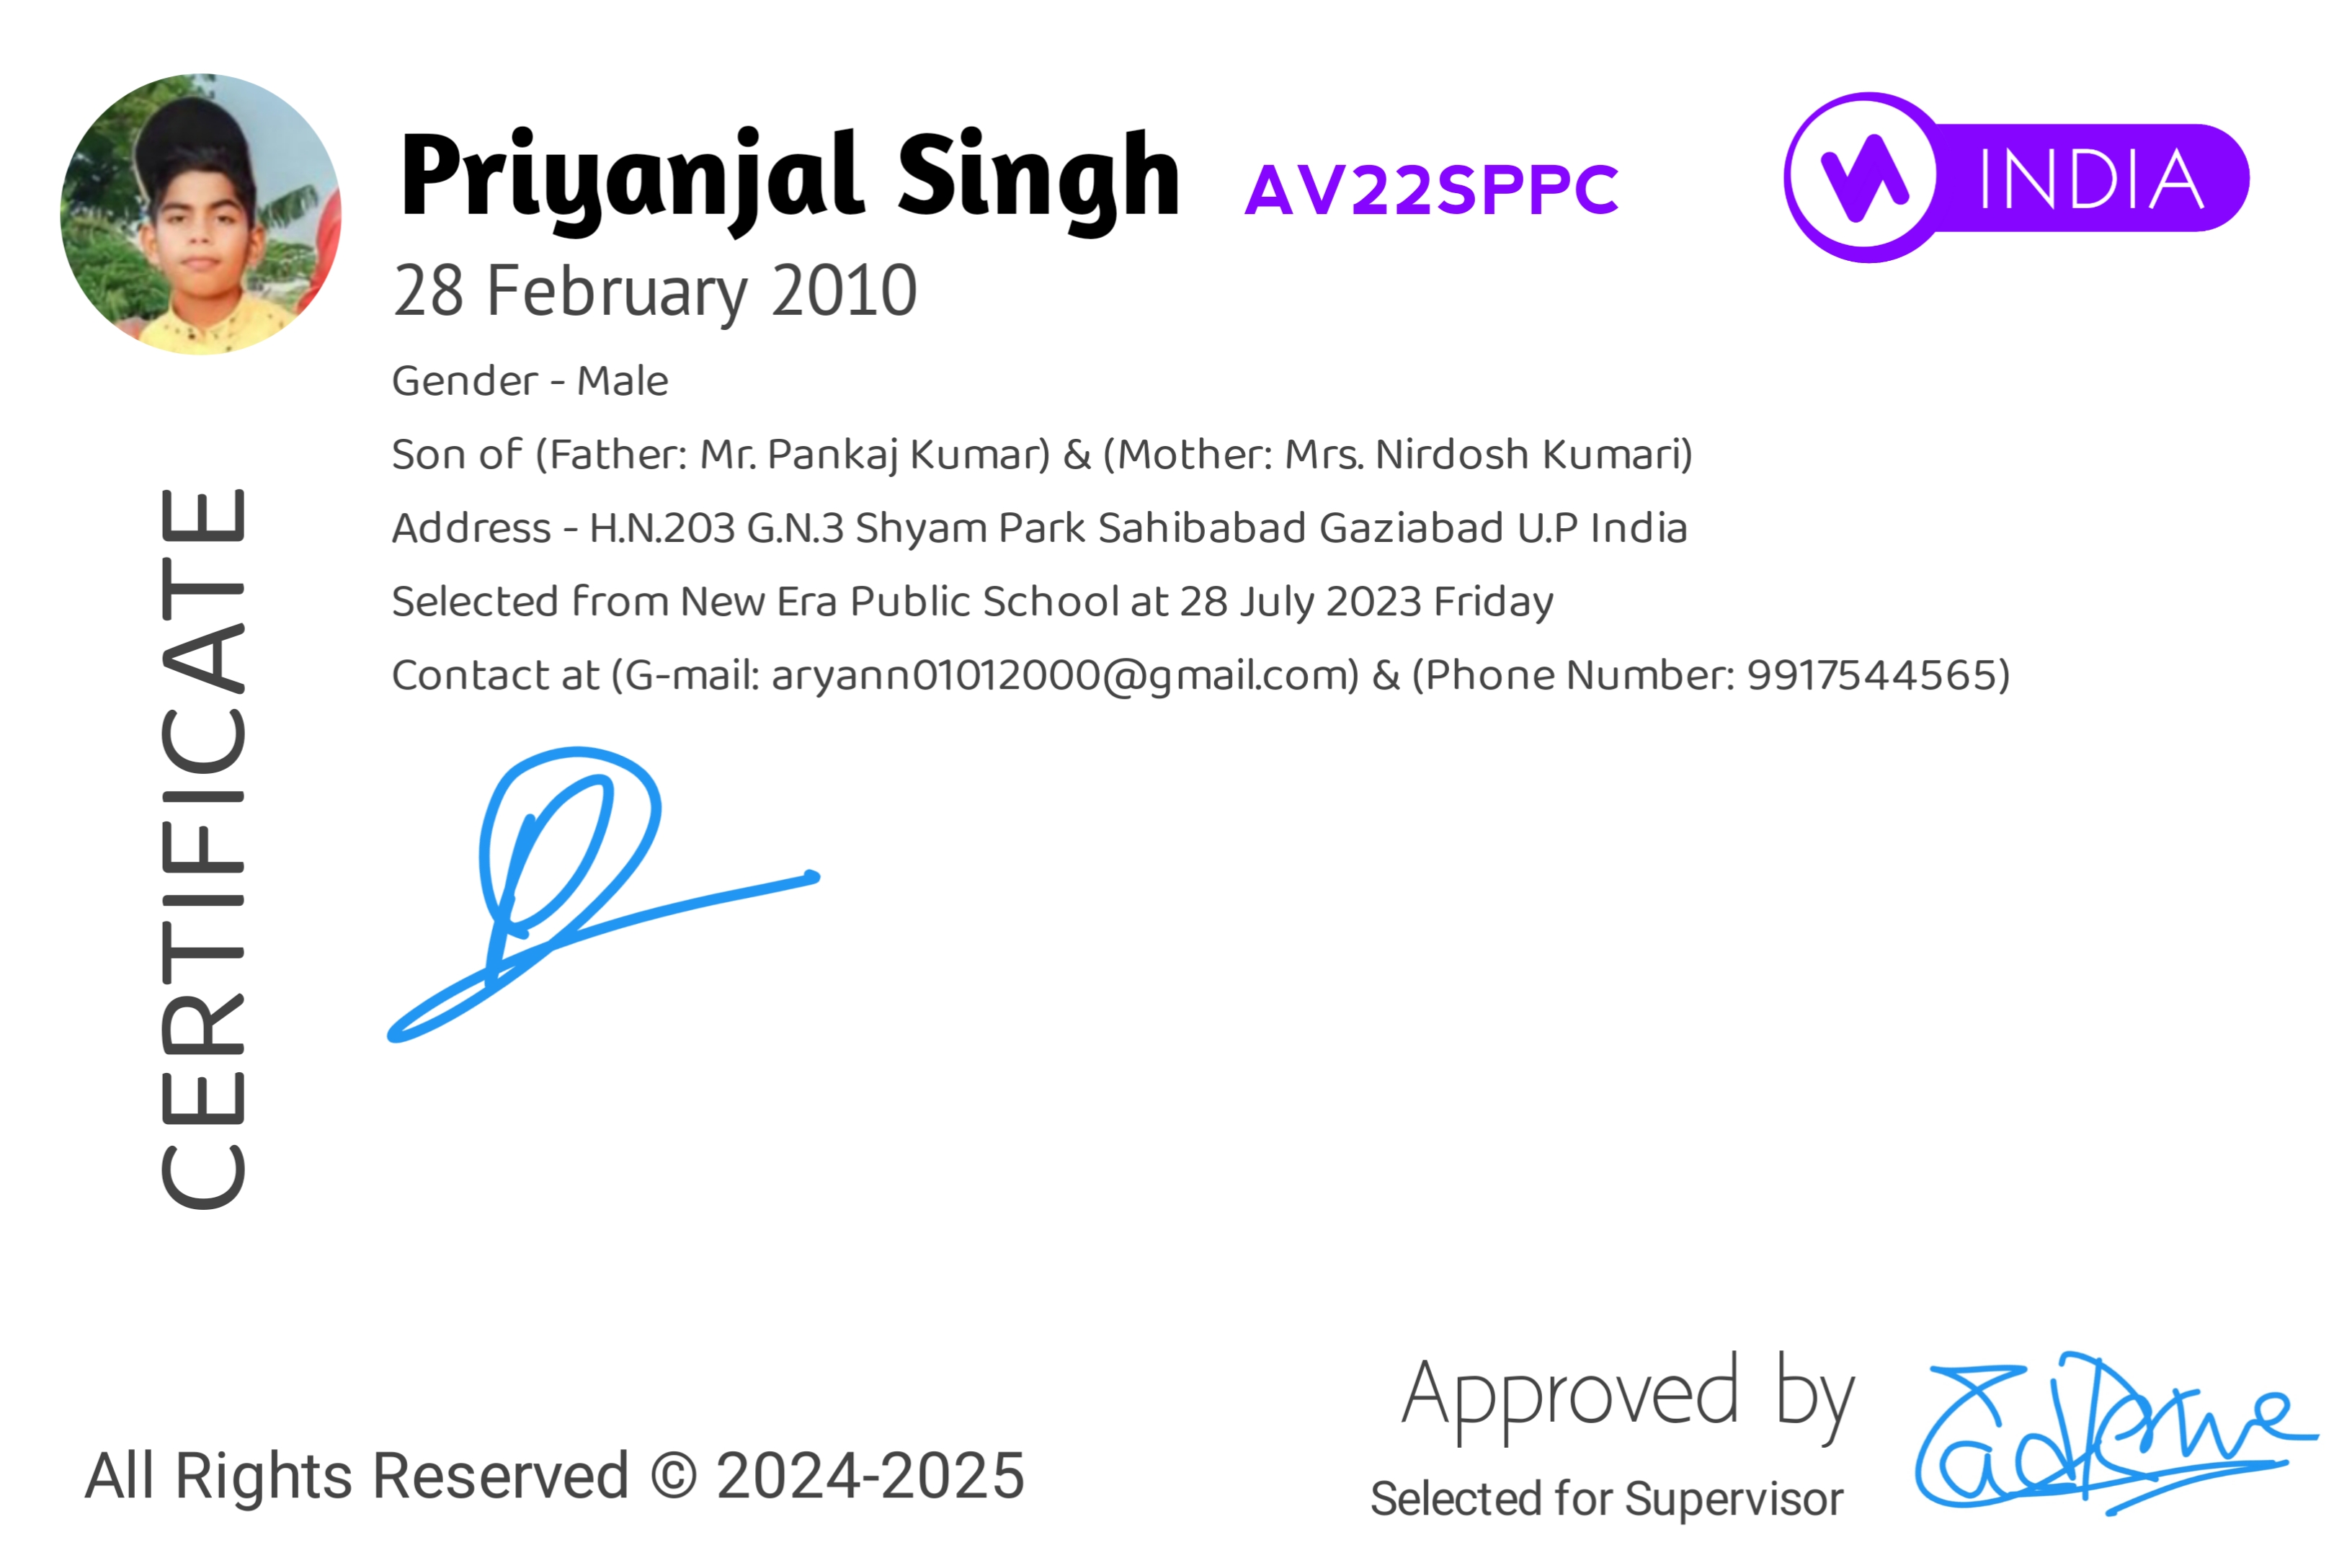 Priyanjal Singh AV22SPPC
INDIA
28 February 2010
Gender - Male
Son of (Father: Mr. Pankaj Kumar) & (Mother: Mrs. Nirdosh Kumari)
Address - H.N.203 G.N.3 Shyam Park Sahibabad Gaziabad U.P India
Selected from New Era Public School at 28 July 2023 Friday
Contact at (G-mail: aryann01012000@gmail.com) & (Phone Number: 9917544565)
CERTIFICATE
Approved by
Selected for Supervisor
All Rights Reserved © 2024-2025